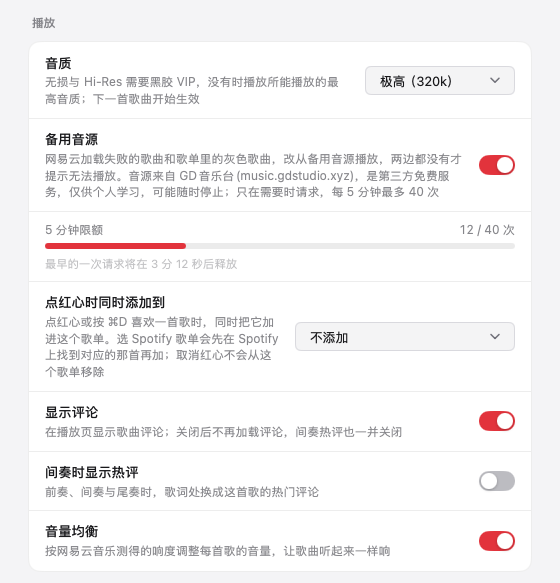 播放
音质
无损与 Hi-Res 需要黑胶 VIP，没有时播放所能播放的最
高音质；下一首歌曲开始生效
极高（320k）
备用音源
网易云加载失败的歌曲和歌单里的灰色歌曲，改从备用音源播放，两边都没有才
提示无法播放。音源来自 GD 音乐台 (music.gdstudio.xyz)，是第三方免费服
务，仅供个人学习，可能随时停止；只在需要时请求，每 5 分钟最多 40 次
5 分钟限额
12 / 40 次
最早的一次请求将在 3 分 12 秒后释放
点红心时同时添加到
点红心或按 ⌘D 喜欢一首歌时，同时把它加
进这个歌单。选 Spotify 歌单会先在 Spotify
上找到对应的那首再加；取消红心不会从这
个歌单移除
不添加
显示评论
在播放页显示歌曲评论；关闭后不再加载评论，间奏热评也一并关闭
间奏时显示热评
前奏、间奏与尾奏时，歌词处换成这首歌的热门评论
音量均衡
按网易云音乐测得的响度调整每首歌的音量，让歌曲听起来一样响